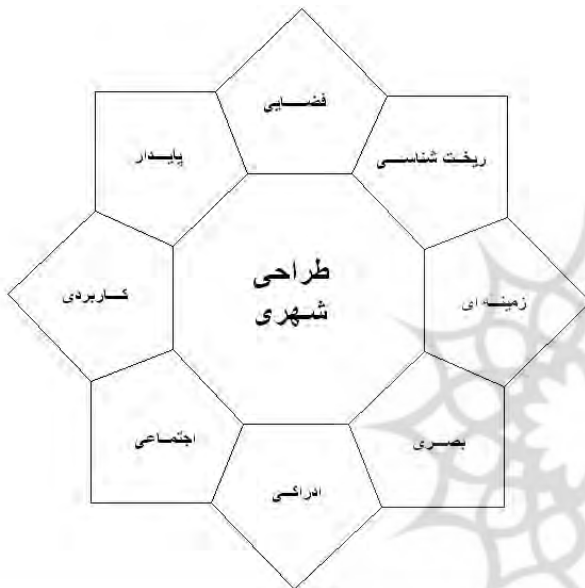 فضایی
ریخت شناسی
پایدار
طراحی
شهری
زمینه ای
کاربردی
بصری
اجتماعی
ادراکی